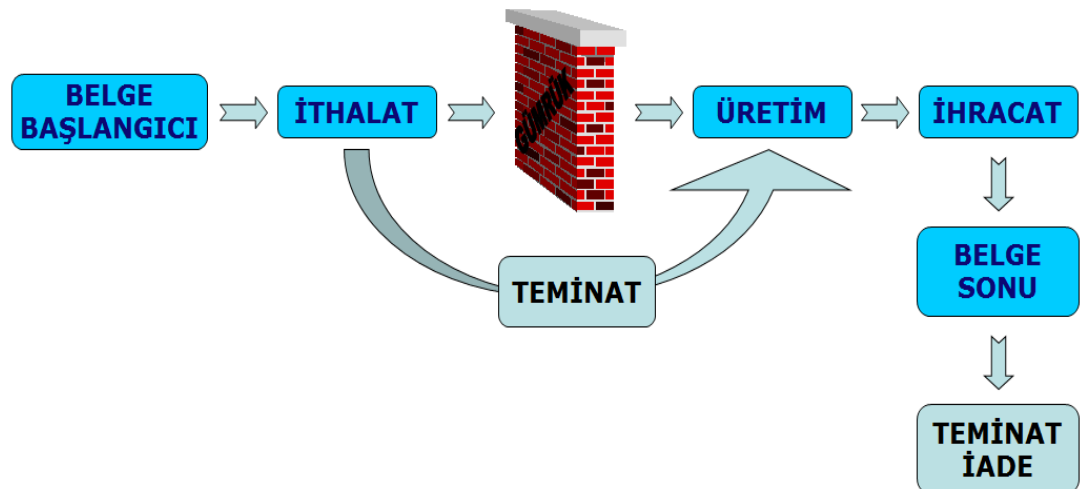 BELGE
BAŞLANGICI
İTHALAT
GÜMRÜK
ÜRETİM
İHRACAT
TEMİNAT
BELGE
SONU
TEMİNAT
İADE